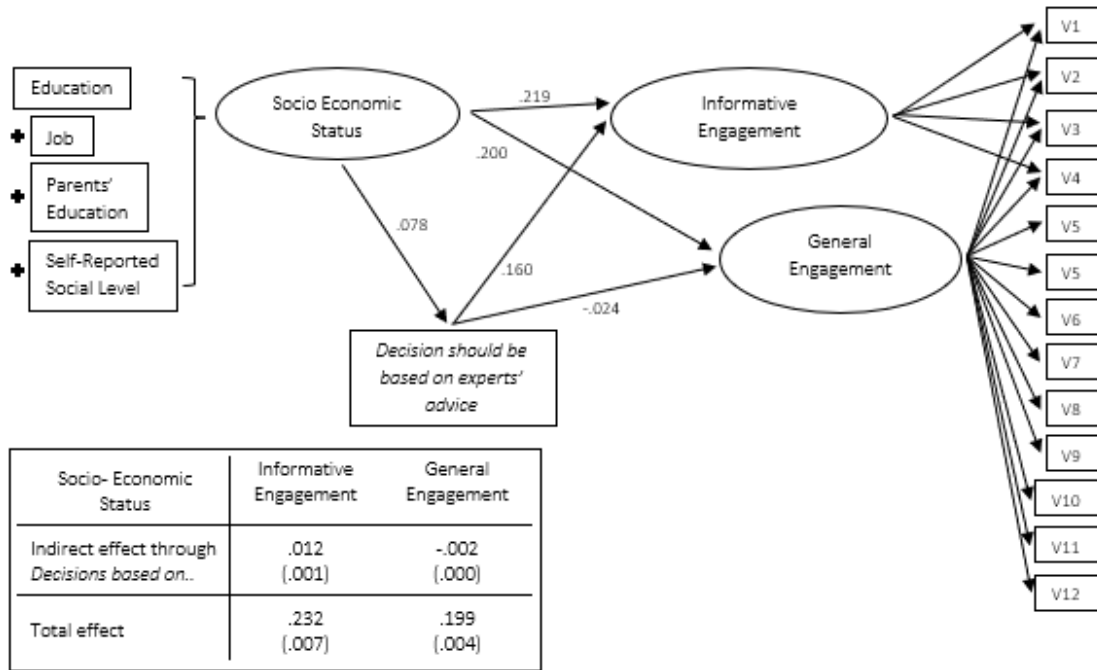 Education
Job
Parents'
Education
Self-Reported
Social Level
Socio Economic
Status
.219
.200
.078
.160
-.024
Informative
Engagement
General
Engagement
Decision should be
based on experts'
advice
V1
V2
V3
V4
V5
V5
V6
V7
V8
V9
V10
V11
V12
Socio- Economic
Status
Informative
Engagement
General
Engagement
Indirect effect through
Decisions based on..
.012
(.001)
-.002
(.000)
Total effect
.232
(.007)
.199
(.004)